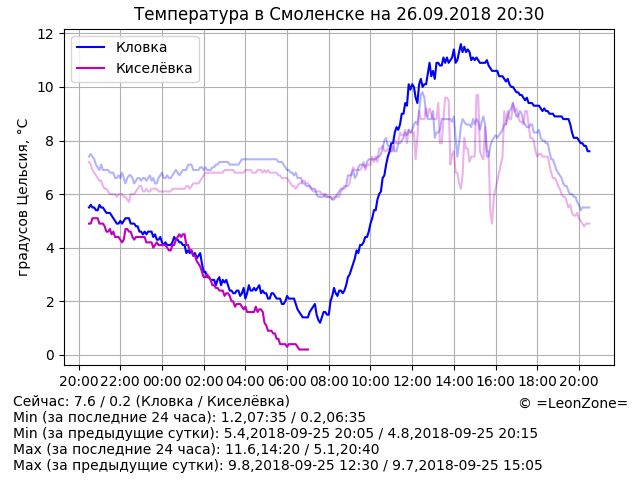 Температура в Смоленске на 26.09.2018 20:30
градусов Цельсия, °C
12
10
8
6
4
2
0
Кловка
Киселёвка
20:00 22:00 00:00 02:00 04:00 06:00 08:00 10:00 12:00 14:00 16:00 18:00 20:00
Сейчас: 7.6 / 0.2 (Кловка / Киселёвка)
© =LeonZone=
Min (за последние 24 часа): 1.2,07:35 / 0.2,06:35
Min (за предыдущие сутки): 5.4,2018-09-25 20:05 / 4.8,2018-09-25 20:15
Max (за последние 24 часа): 11.6,14:20 / 5.1,20:40
Max (за предыдущие сутки): 9.8,2018-09-25 12:30 / 9.7,2018-09-25 15:05